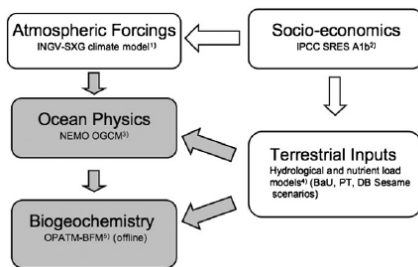 Atmospheric Forcings
INGV-SXG climate model¹⁾
Socio-economics
IPCC SRES A1b²⁾
Ocean Physics
NEMO OGCM³⁾
Terrestrial Inputs
Hydrological and nutrient load
models⁴⁾ (BaU, PT, DB Sesame
scenarios)
Biogeochemistry
OPATM-BFM⁵⁾ (offline)